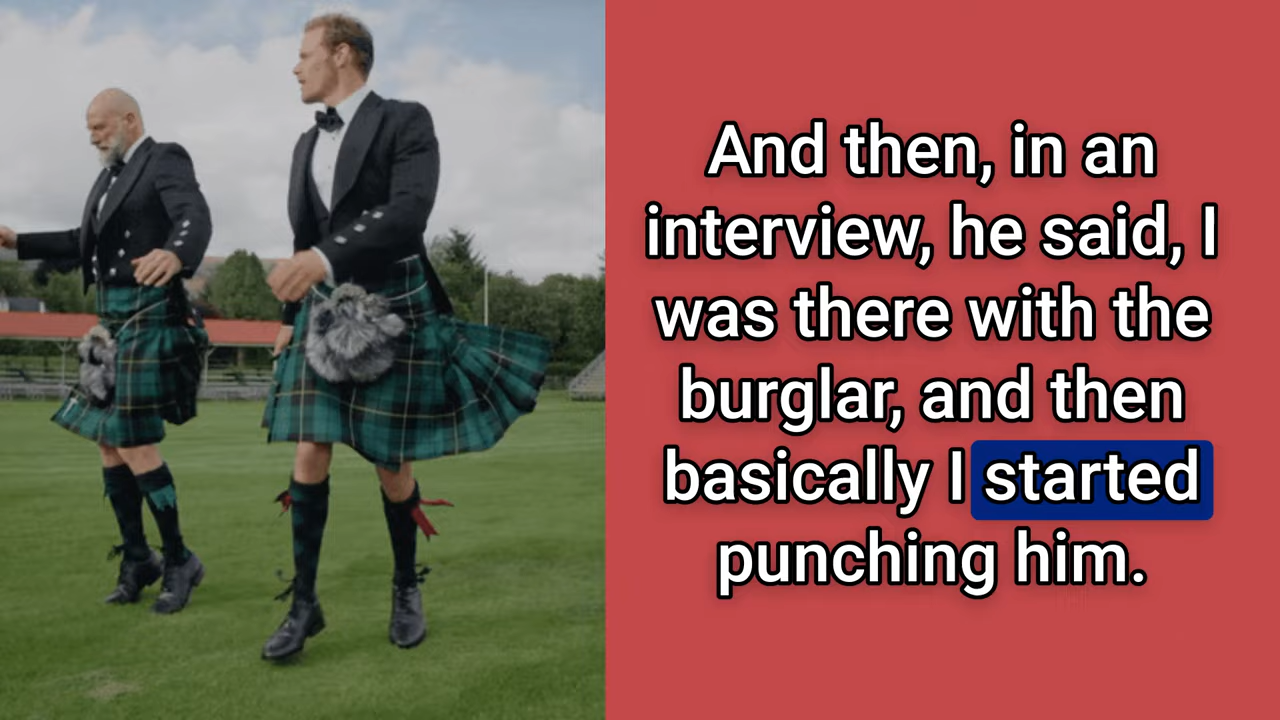 And then, in an
interview, he said, I
was there with the
burglar, and then
basically I started
punching him.